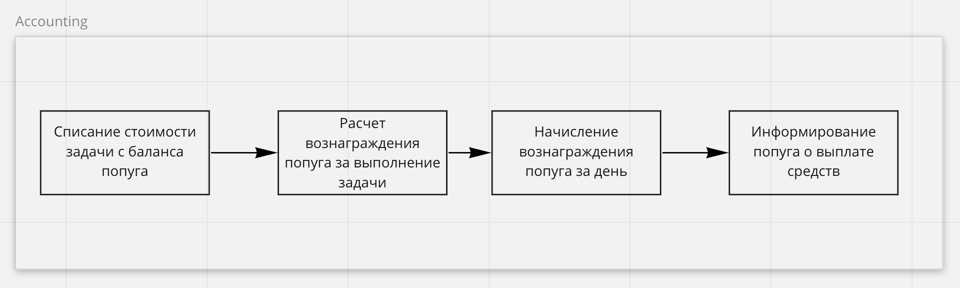 Accounting
Списание стоимости
задачи с баланса
попуга
Расчет
вознаграждения
попуга за выполнение
задачи
Начисление
вознаграждения
попуга за день
Информирование
попуга о выплате
средств